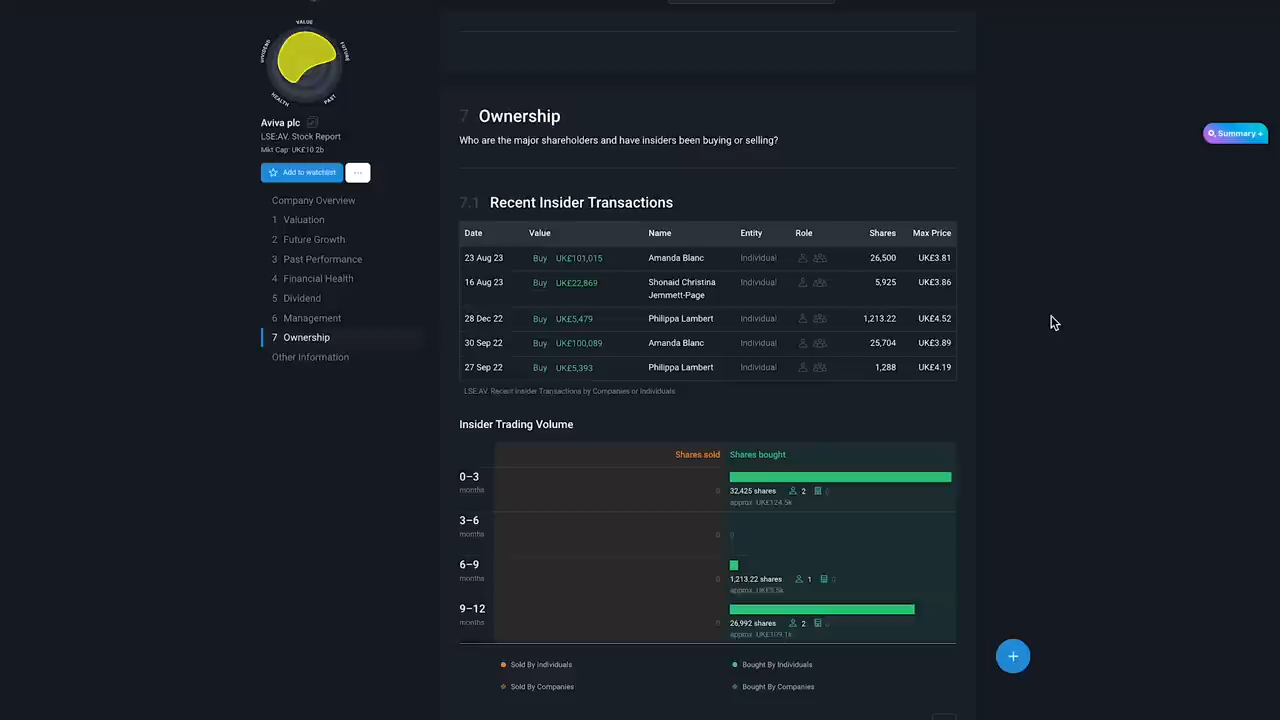 VALUE
FUTURE
PAST
HEALTH
DIVIDEND
Aviva plc
LSE:AV. Stock Report
Mkt Cap: UK£10.2b
Add to watchlist
...
Company Overview
1 Valuation
2 Future Growth
3 Past Performance
4 Financial Health
5 Dividend
6 Management
7 Ownership
Other Information
7 Ownership
Who are the major shareholders and have insiders been buying or selling?
7.1 Recent Insider Transactions
Date Value Name Entity Role Shares Max Price
23 Aug 23 Buy UK£101,015 Amanda Blanc Individual 26,500 UK£3.81
16 Aug 23 Buy UK£22,869 Shonaid Christina Jemmett-Page Individual 5,925 UK£3.86
28 Dec 22 Buy UK£5,479 Philippa Lambert Individual 1,213.22 UK£4.52
30 Sep 22 Buy UK£100,089 Amanda Blanc Individual 25,704 UK£3.89
27 Sep 22 Buy UK£5,393 Philippa Lambert Individual 1,288 UK£4.19
LSE:AV. Recent Insider Transactions by Companies or Individuals
Insider Trading Volume
Shares sold Shares bought
0–3 months
0
32,425 shares 2 0
approx. UK£124.5k
3–6 months
0 0
6–9 months
0
1,213.22 shares 1 0
approx. UK£5.5k
9–12 months
0
26,992 shares 2 0
approx. UK£109.1k
Sold By Individuals
Bought By Individuals
Sold By Companies
Bought By Companies
Summary +
+